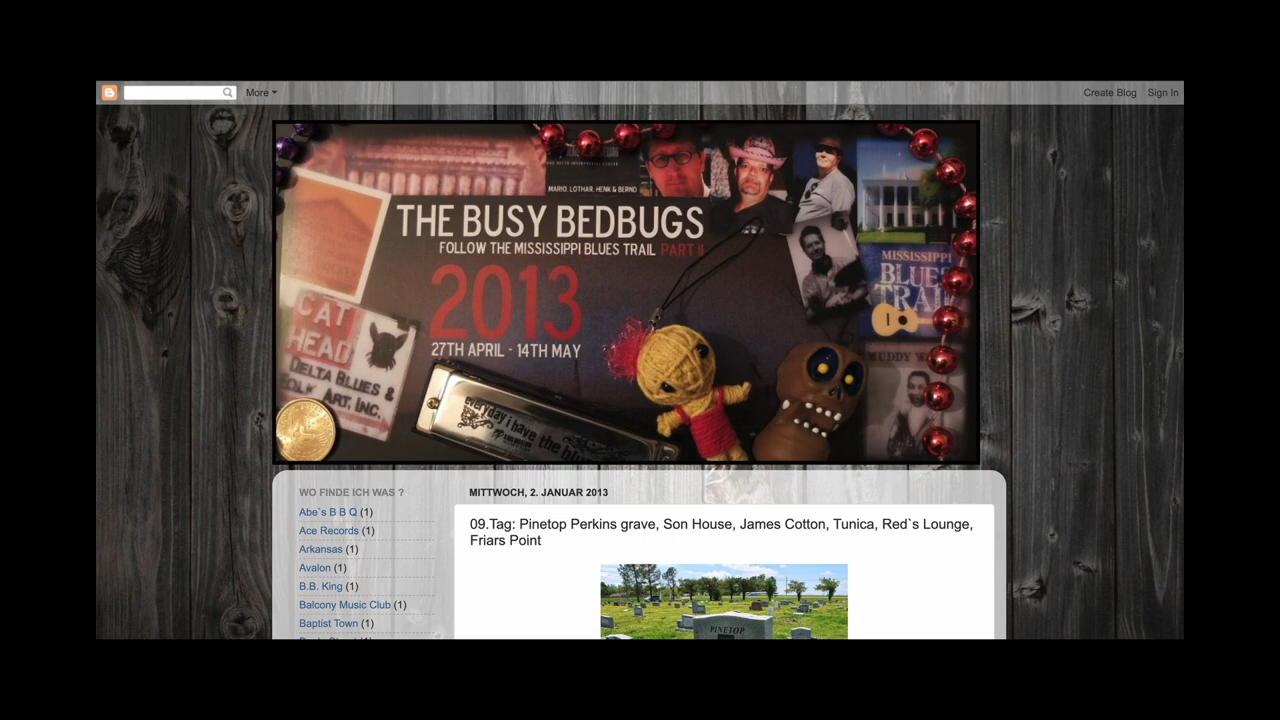 More
Create Blog
Sign In
MARIO, LOTHAR, HENK & BERND
THE BUSY BEDBUGS
FOLLOW THE MISSISSIPPI BLUES TRAIL PART II
2013
27TH APRIL - 14TH MAY
MISSISSIPPI
BLUES
TRAIL
CAT
HEAD
DELTA BLUES &
FOLK ART, INC.
MUDDY
everyday i have the blu
WO FINDE ICH WAS ?
Abe`s B B Q (1)
Ace Records (1)
Arkansas (1)
Avalon (1)
B.B. King (1)
Balcony Music Club (1)
Baptist Town (1)
MITTWOCH, 2. JANUAR 2013
09.Tag: Pinetop Perkins grave, Son House, James Cotton, Tunica, Red`s Lounge,
Friars Point
PINETOP